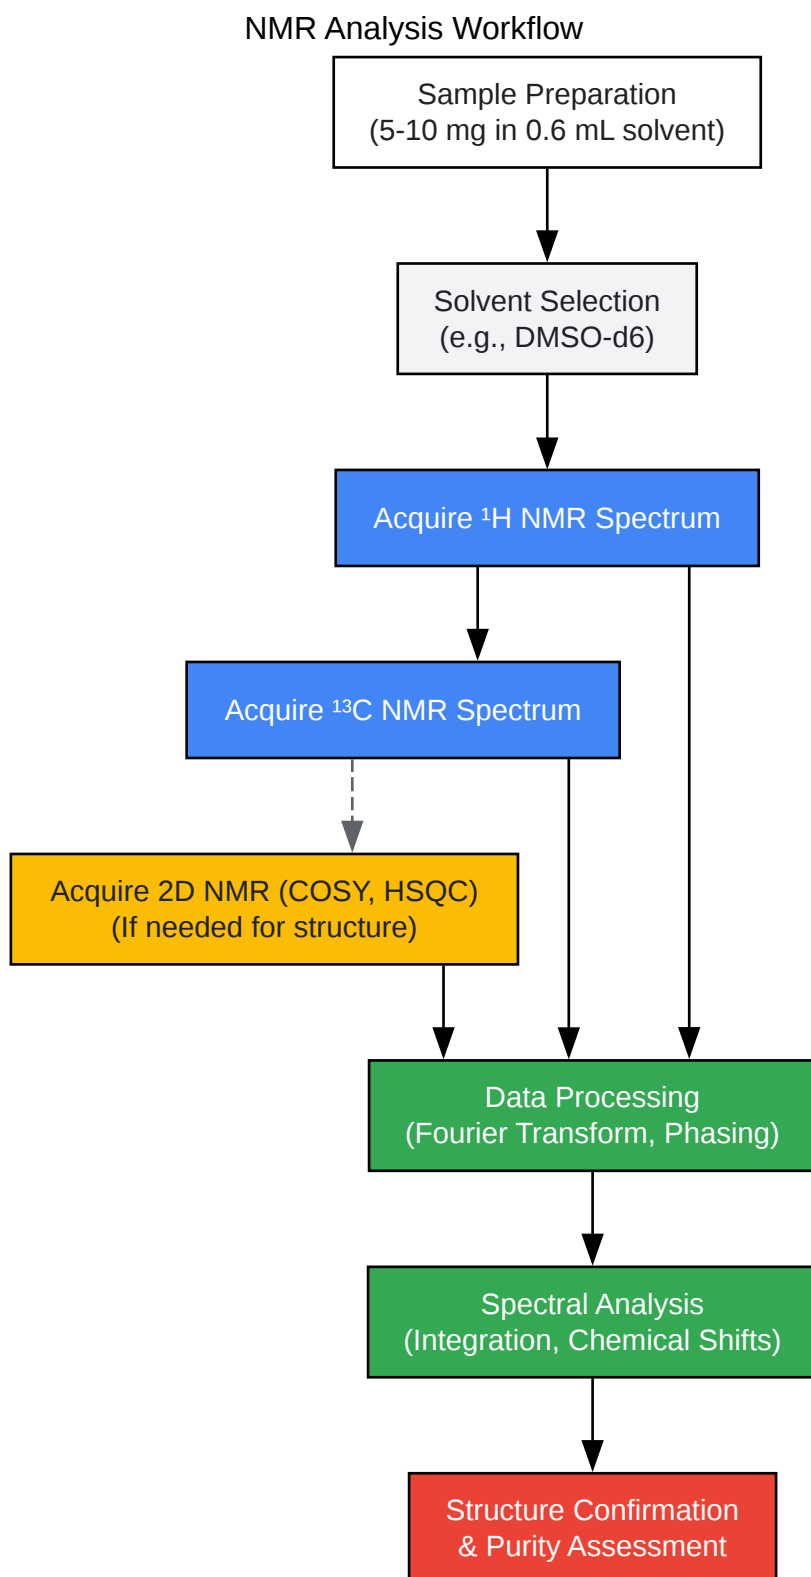 NMR Analysis Workflow
Sample Preparation
(5-10 mg in 0.6 mL solvent)
Solvent Selection
(e.g., DMSO-d6)
Acquire ¹H NMR Spectrum
Acquire ¹³C NMR Spectrum
Acquire 2D NMR (COSY, HSQC)
(If needed for structure)
Data Processing
(Fourier Transform, Phasing)
Spectral Analysis
(Integration, Chemical Shifts)
Structure Confirmation
& Purity Assessment